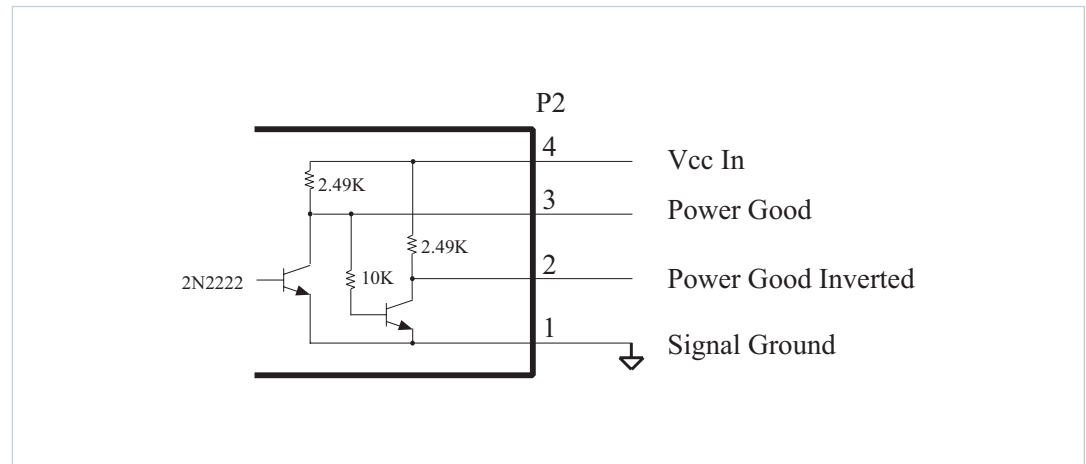 P2
4
Vcc In
2.49K
3
Power Good
2.49K
2
2N2222
10K
Power Good Inverted
1
Signal Ground